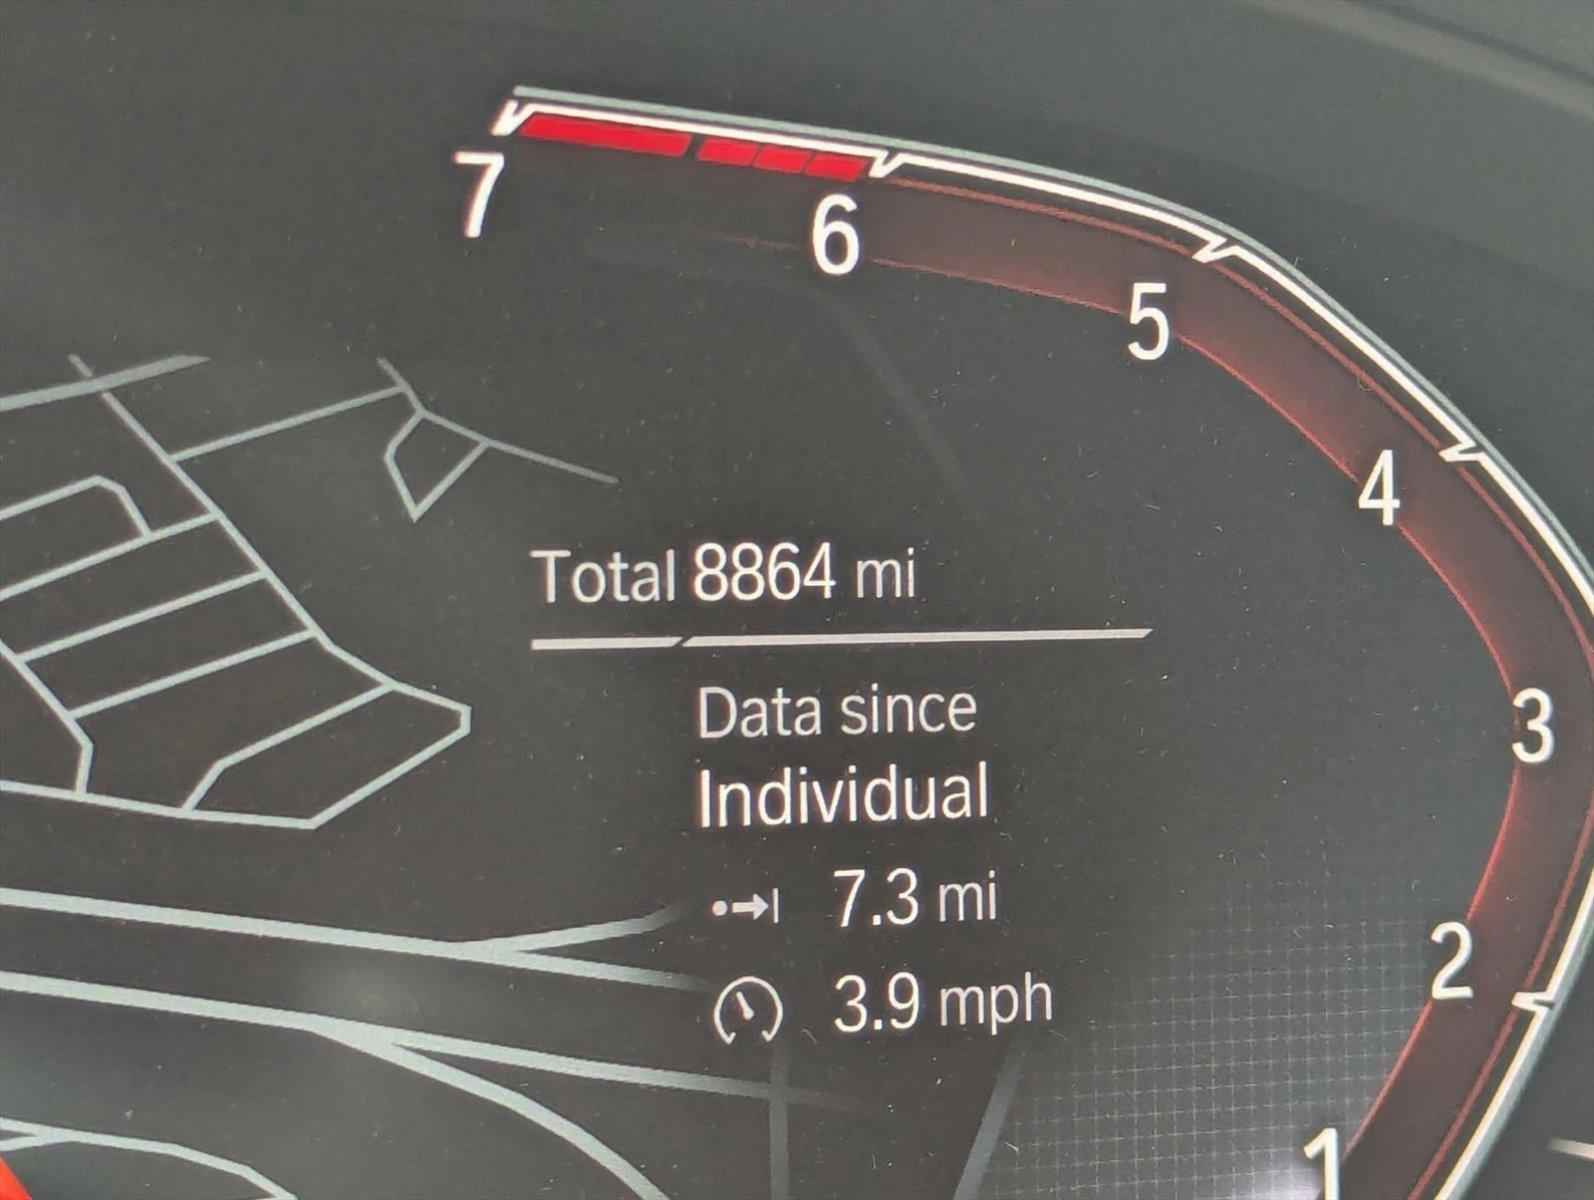 7
6
5
4
Total 8864 mi
Data since
3
Individual
7.3 mi
2
3.9 mph
1